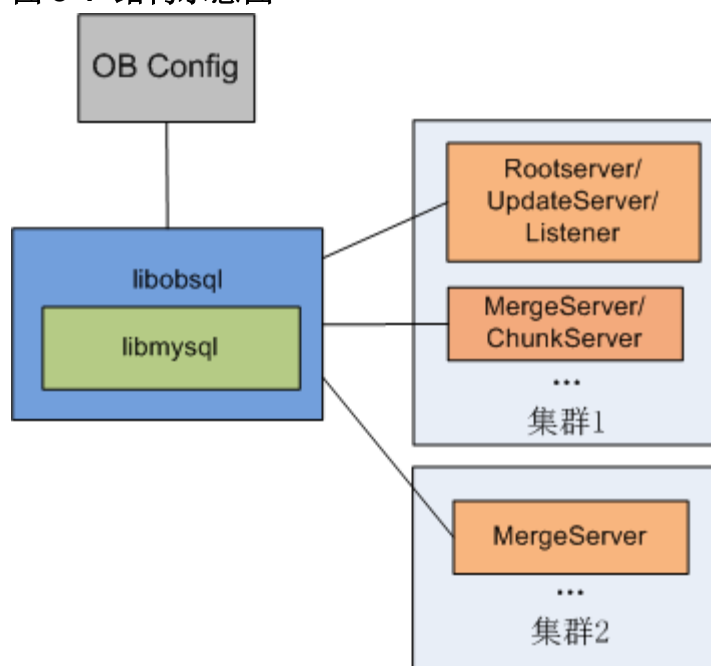 OB Config
Rootserver/
UpdateServer/
Listener
libobsql
libmysql
MergeServer/
ChunkServer
...
集群1
MergeServer
...
集群2